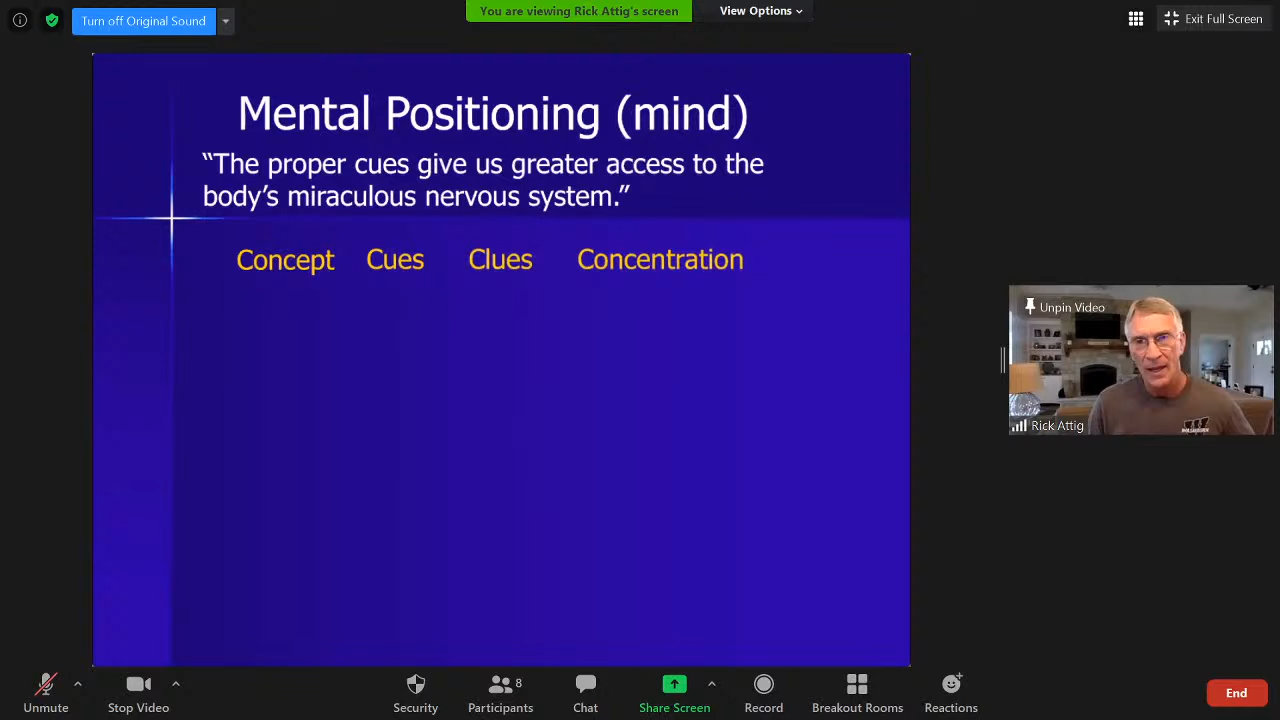 Turn off Original Sound
You are viewing Rick Attig's screen
View Options
Exit Full Screen
Mental Positioning (mind)
“The proper cues give us greater access to the
body’s miraculous nervous system.”
Concept Cues Clues Concentration
Unpin Video
Rick Attig
Unmute
Stop Video
Security
8
Participants
Chat
Share Screen
Record
Breakout Rooms
Reactions
End